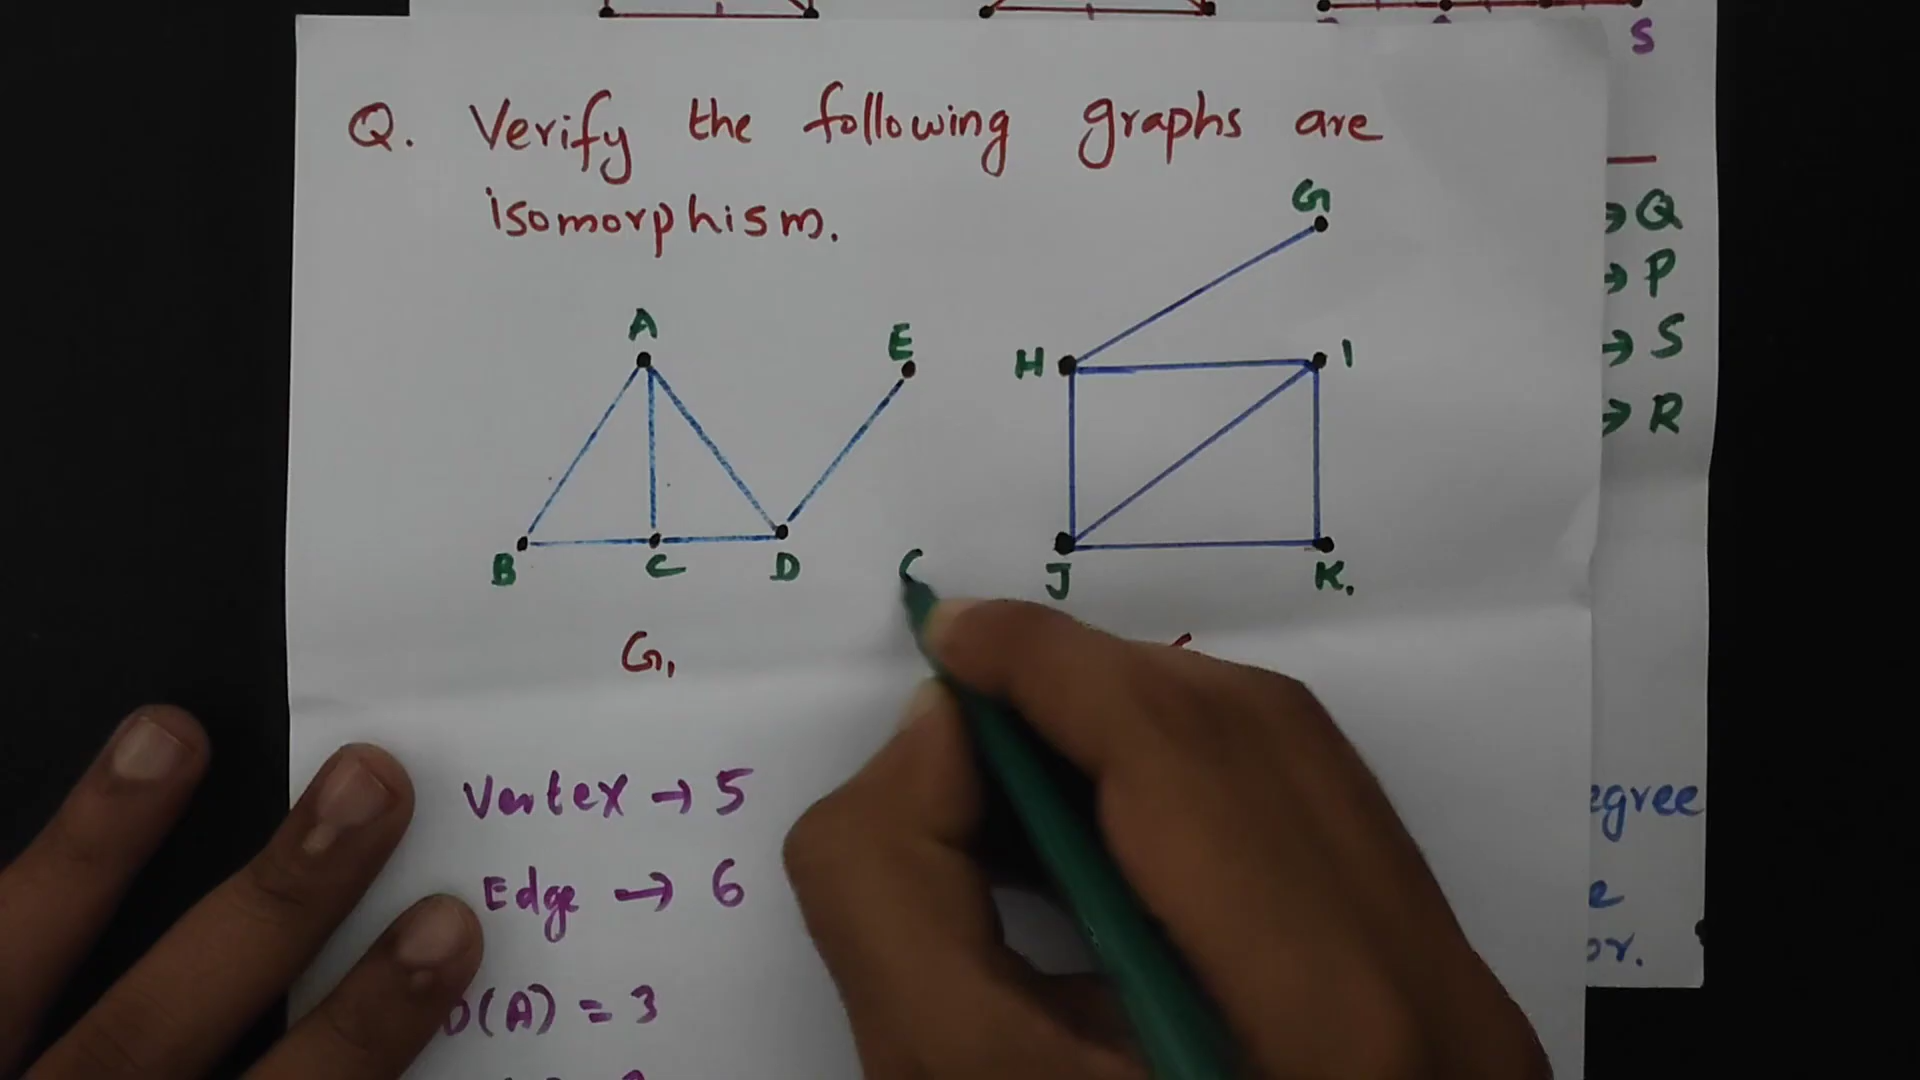 S
Q. Verify the following graphs are
isomorphism.
G
A
E
H
I
B
C
D
C
J
K.
G₁
Vertex → 5
Edge → 6
D(A) = 3
→ Q
→ P
→ S
→ R
egree
e
or.